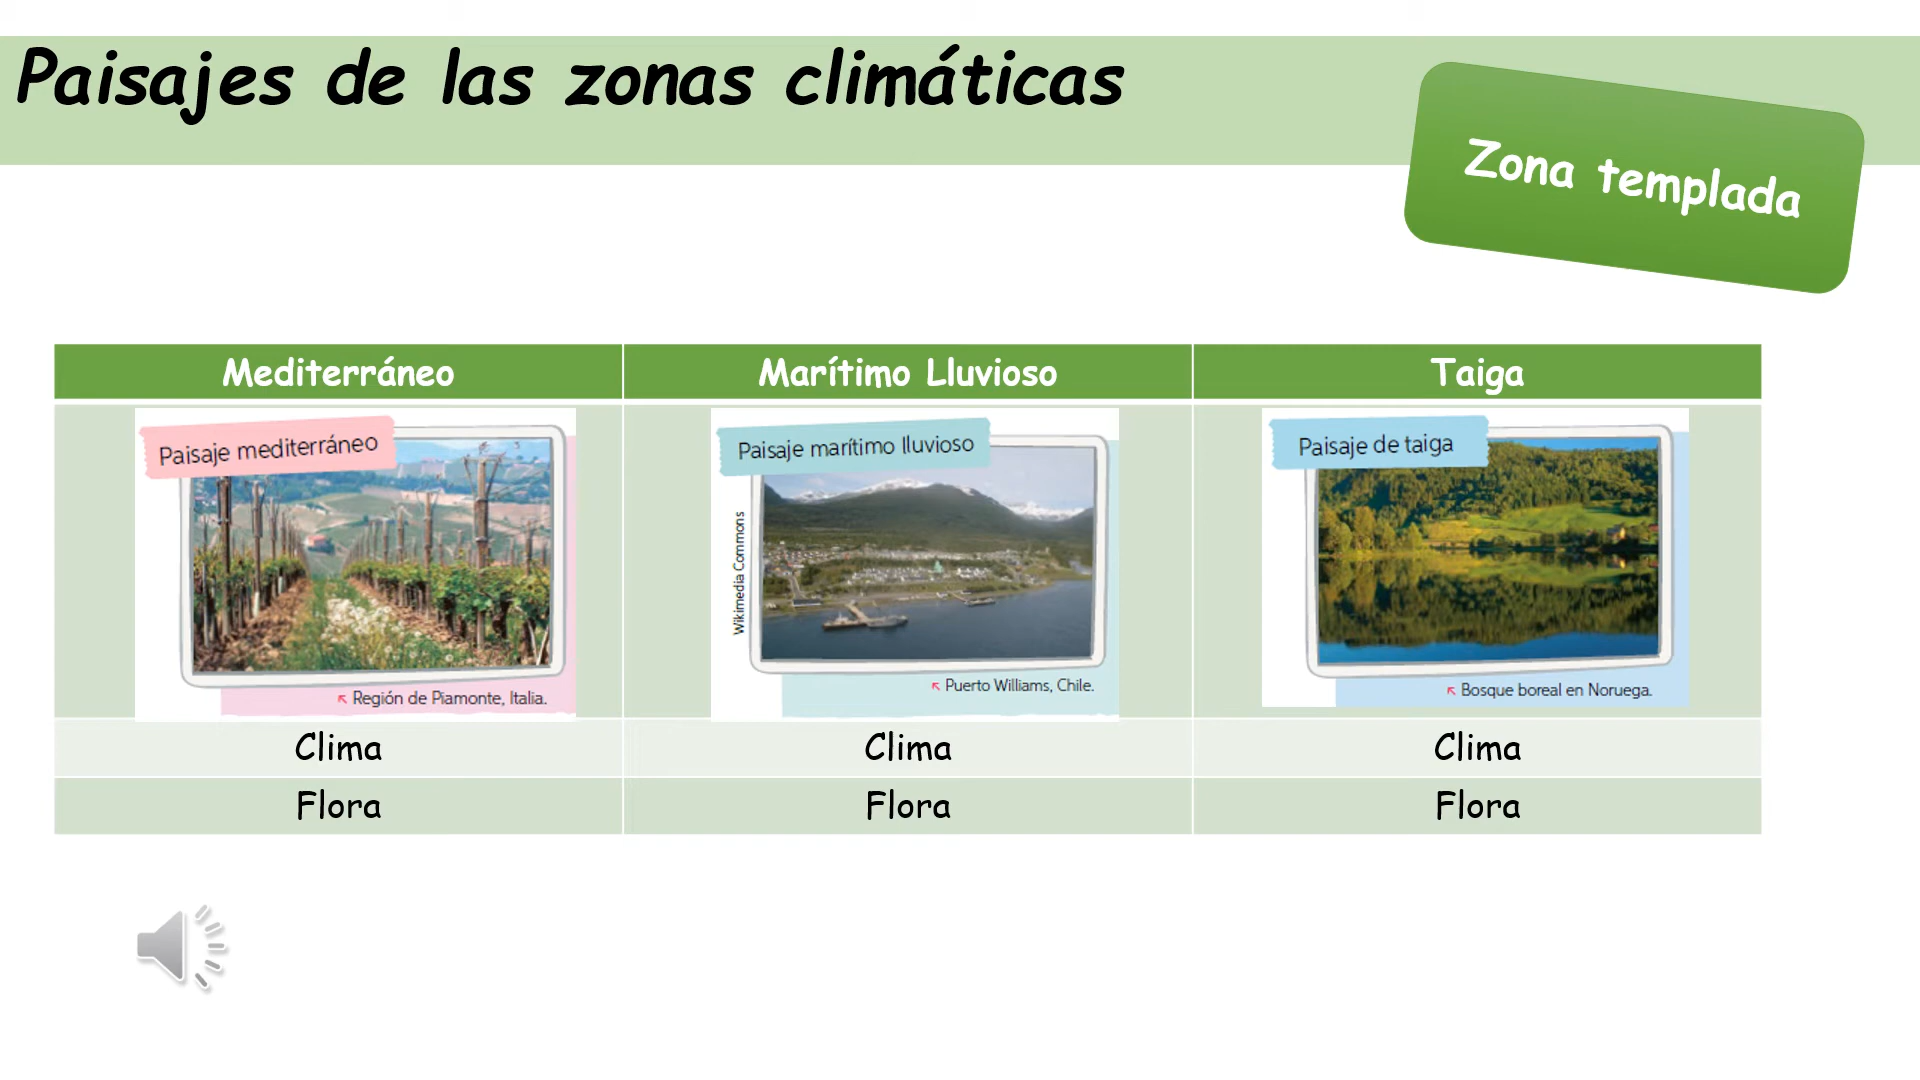 Paisajes de las zonas climáticas
Zona templada
Mediterráneo
Marítimo Lluvioso
Taiga
Paisaje mediterráneo
Región de Piamonte, Italia.
Paisaje marítimo lluvioso
Wikimedia Commons
Puerto Williams, Chile.
Paisaje de taiga
Bosque boreal en Noruega.
Clima
Clima
Clima
Flora
Flora
Flora